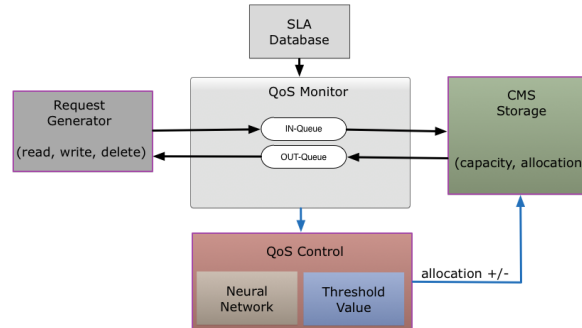 SLA
Database
QoS Monitor
Request
Generator
(read, write, delete)
IN-Queue
OUT-Queue
CMS
Storage
(capacity, allocation)
QoS Control
Neural
Network
Threshold
Value
allocation +/-